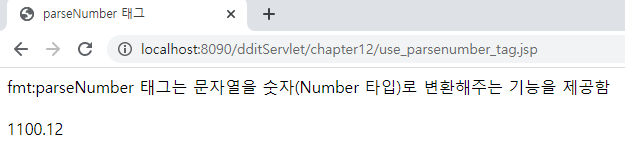 parseNumber 태그
localhost:8090/dditServlet/chapter12/use_parsenumber_tag.jsp
fmt:parseNumber 태그는 문자열을 숫자(Number 타입)로 변환해주는 기능을 제공함
1100.12